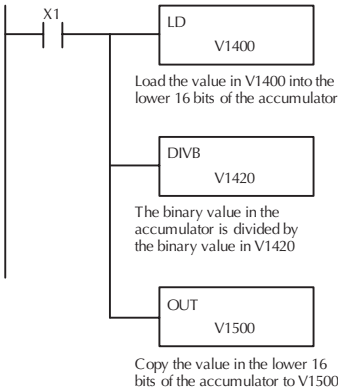 X1
LD
V1400
Load the value in V1400 into the
lower 16 bits of the accumulator
DIVB
V1420
The binary value in the
accumulator is divided by
the binary value in V1420
OUT
V1500
Copy the value in the lower 16
bits of the accumulator to V1500